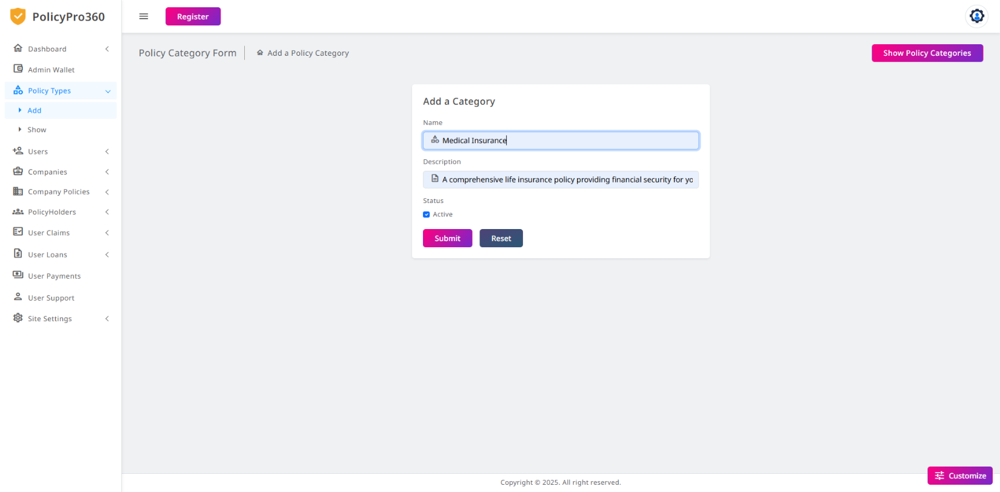 PolicyPro360
Register
Dashboard
Admin Wallet
Policy Types
Add
Show
Users
Companies
Company Policies
PolicyHolders
User Claims
User Loans
User Payments
User Support
Site Settings
Policy Category Form
Add a Policy Category
Show Policy Categories
Add a Category
Name
Medical Insurance
Description
A comprehensive life insurance policy providing financial security for yo
Status
Active
Submit Reset
Customize
Copyright © 2025. All right reserved.